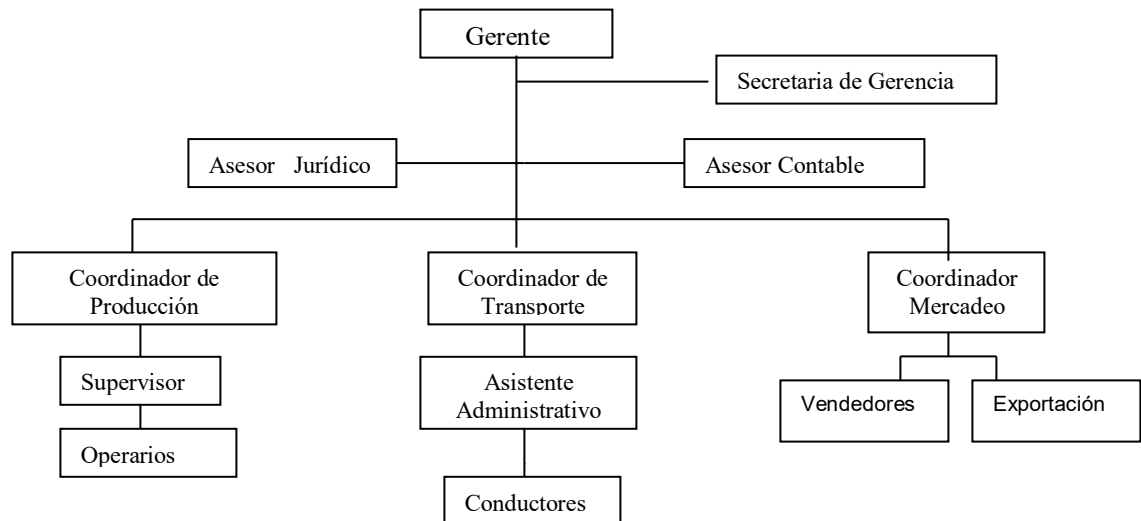 Gerente
Secretaria de Gerencia
Asesor Jurídico
Asesor Contable
Coordinador de
Producción
Coordinador de
Transporte
Coordinador
Mercadeo
Supervisor
Asistente
Administrativo
Vendedores
Exportación
Operarios
Conductores